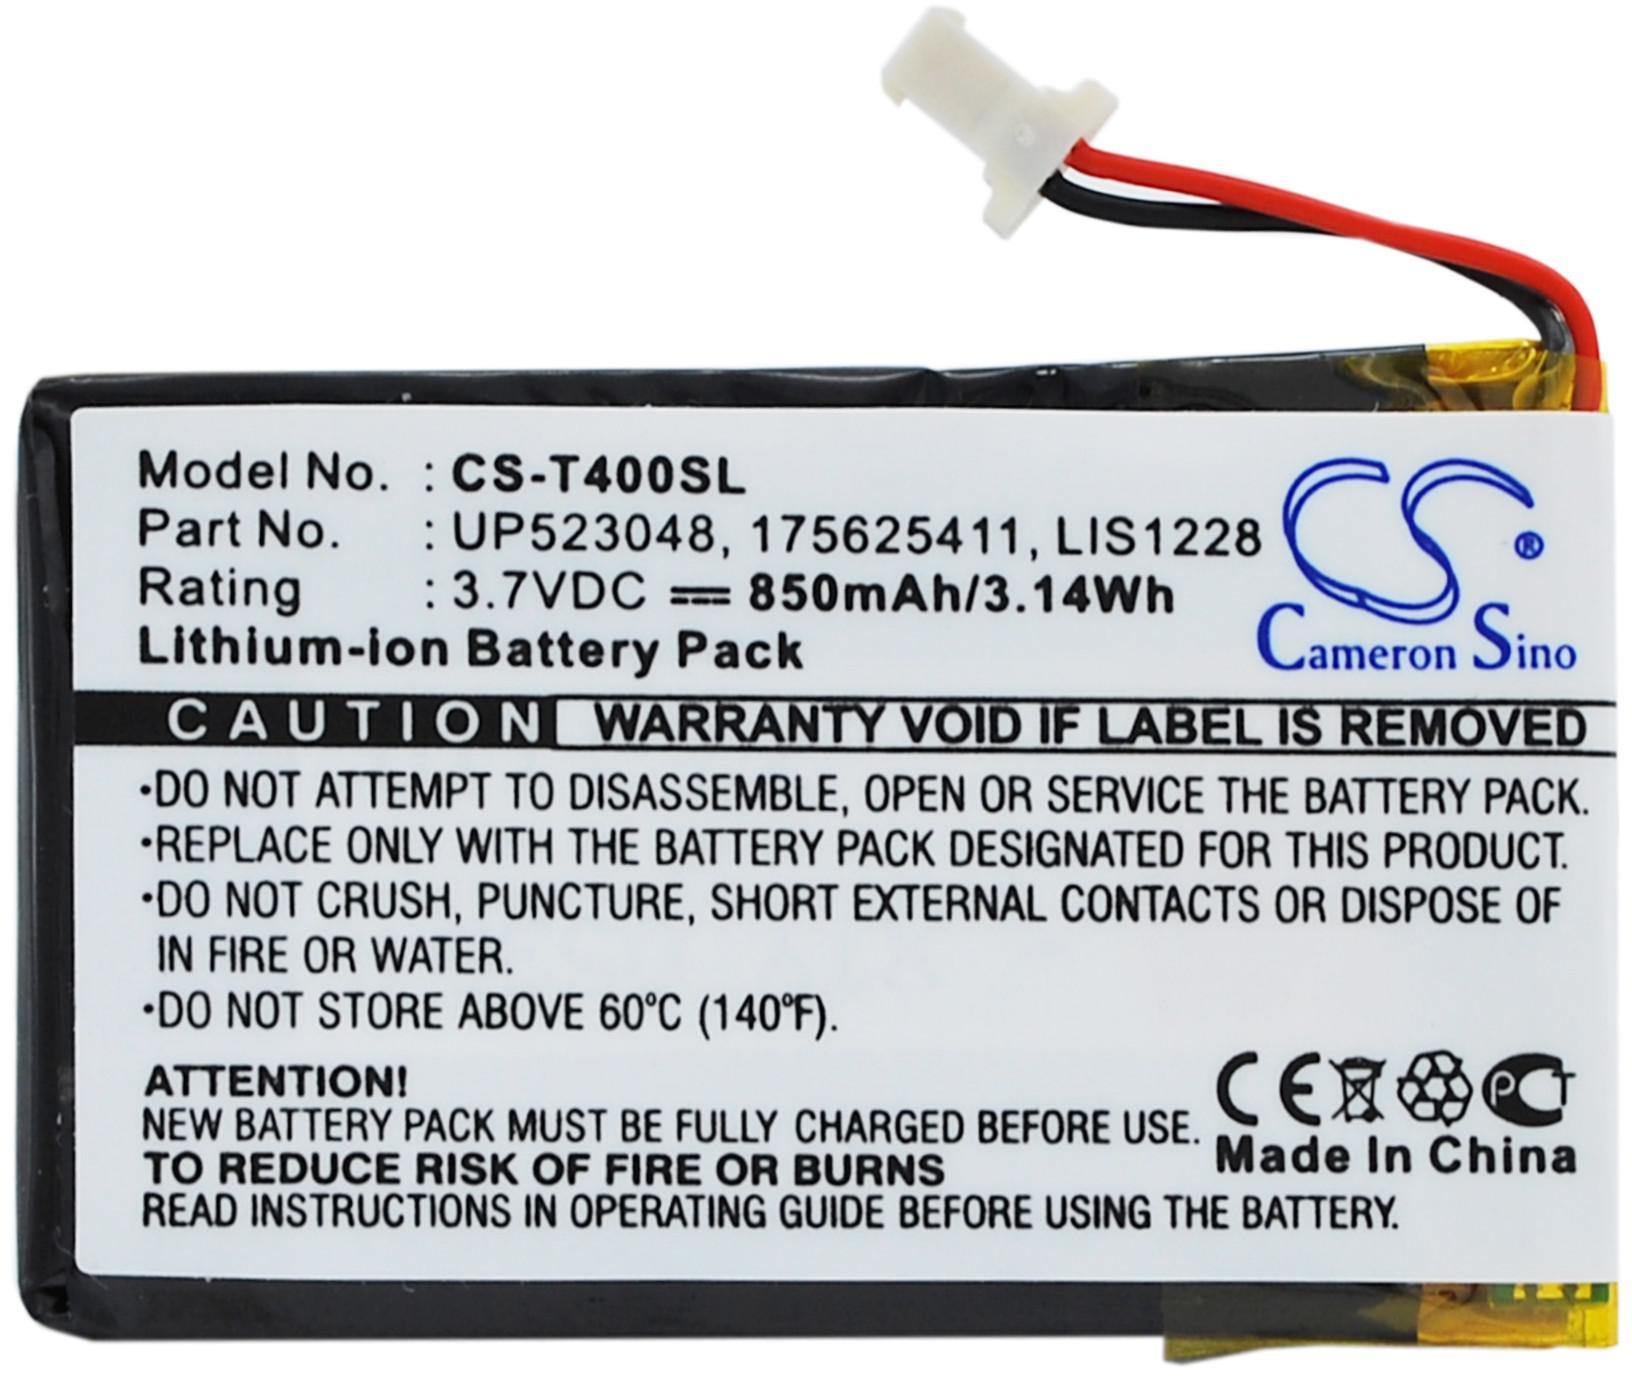 Model No. : CS-T400SL
Part No. : UP523048, 175625411, LIS1228
Rating : 3.7VDC ⎓ 850mAh/3.14Wh
Lithium-ion Battery Pack
CS®
Cameron Sino
CAUTION WARRANTY VOID IF LABEL IS REMOVED
·DO NOT ATTEMPT TO DISASSEMBLE, OPEN OR SERVICE THE BATTERY PACK.
·REPLACE ONLY WITH THE BATTERY PACK DESIGNATED FOR THIS PRODUCT.
·DO NOT CRUSH, PUNCTURE, SHORT EXTERNAL CONTACTS OR DISPOSE OF
IN FIRE OR WATER.
·DO NOT STORE ABOVE 60°C (140°F).
ATTENTION!
NEW BATTERY PACK MUST BE FULLY CHARGED BEFORE USE.
TO REDUCE RISK OF FIRE OR BURNS
READ INSTRUCTIONS IN OPERATING GUIDE BEFORE USING THE BATTERY.
CE PCT
Made In China